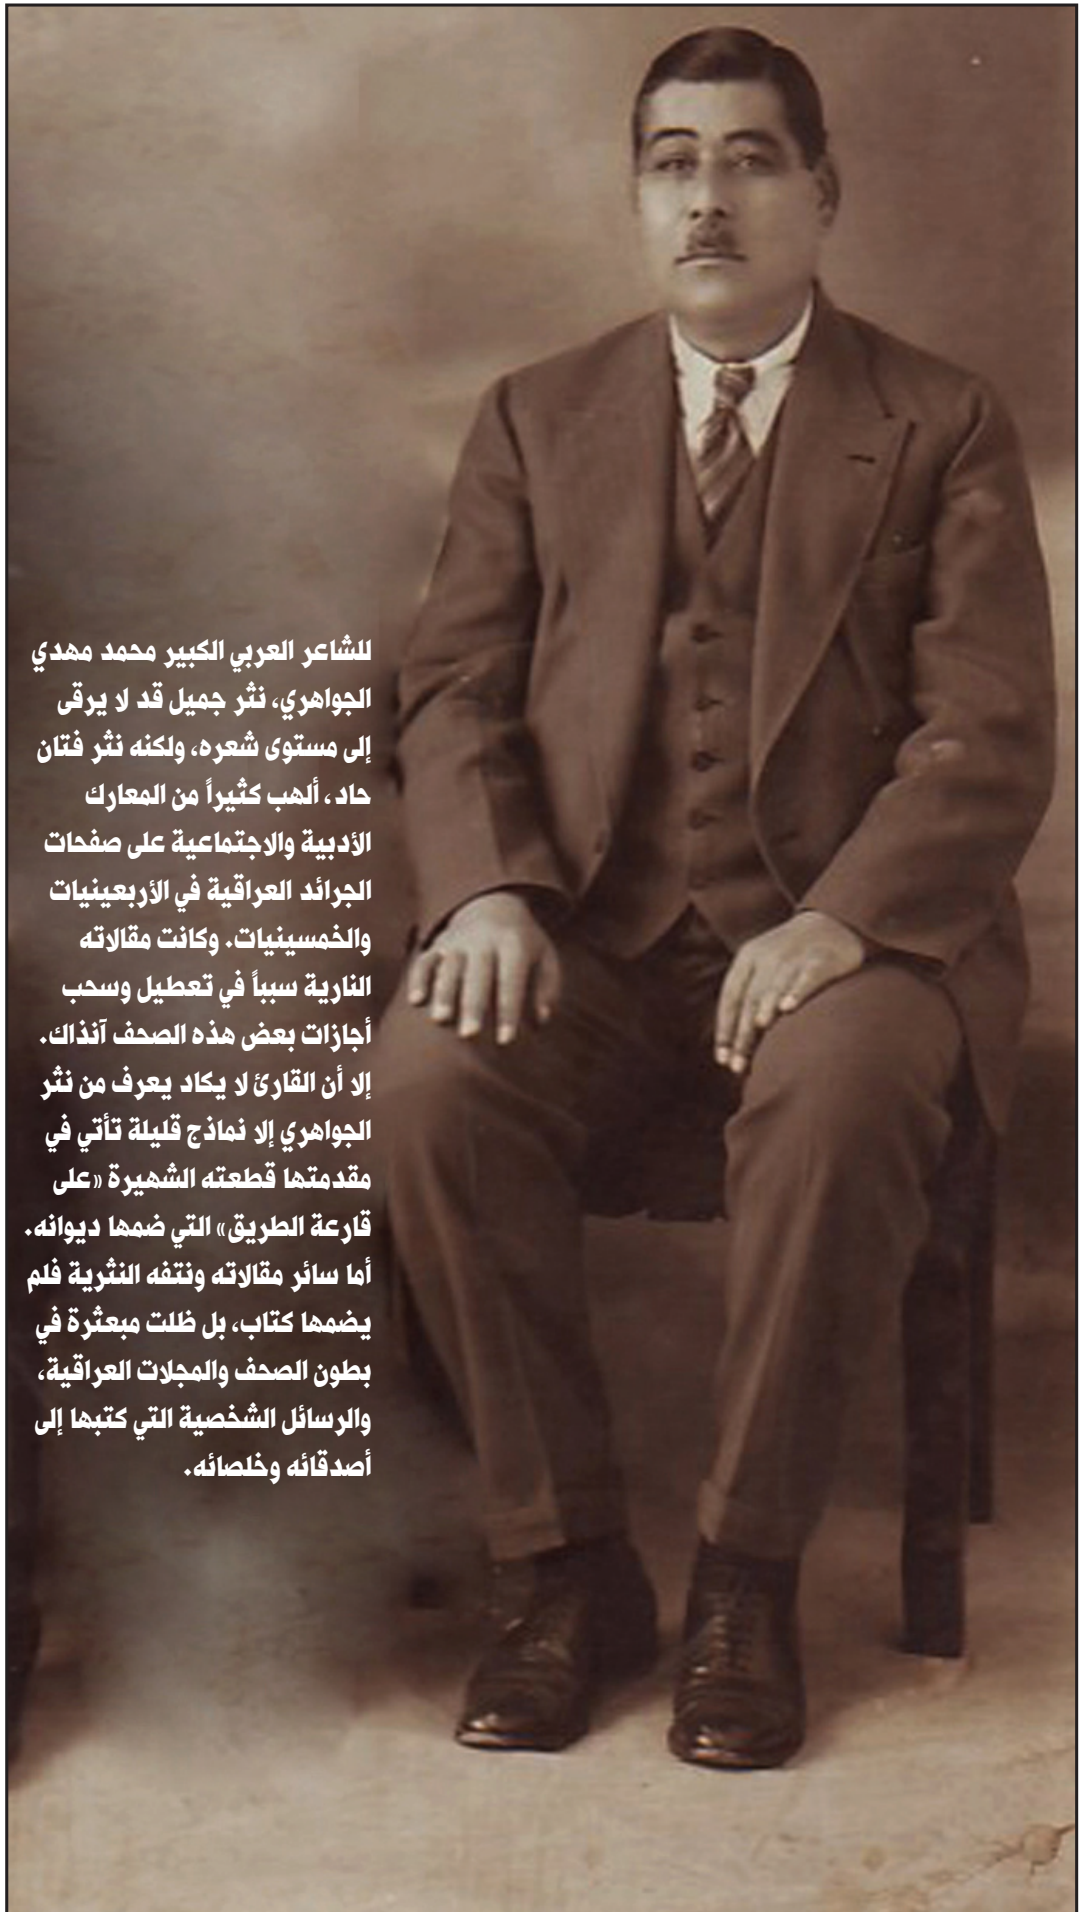 للشاعر العربي الكبير محمد مهدي
الجواهري، نثر جميل قد لا يرقى
إلى مستوى شعره، ولكنه نثر فتان
حاد، ألهب كثيراً من المعارك
الأدبية والاجتماعية على صفحات
الجرائد العراقية في الأربعينيات
والخمسينيات. وكانت مقالاته
النارية سبباً في تعطيل وسحب
أجازات بعض هذه الصحف آنذاك.
إلا أن القارئ لا يكاد يعرف من نثر
الجواهري إلا نماذج قليلة تأتي في
مقدمتها قطعته الشهيرة «على
قارعة الطريق» التي ضمها ديوانه.
أما سائر مقالاته ونتفه النثرية فلم
يضمها كتاب، بل ظلت مبعثرة في
بطون الصحف والمجلات العراقية،
والرسائل الشخصية التي كتبها إلى
أصدقائه وخلصائه.